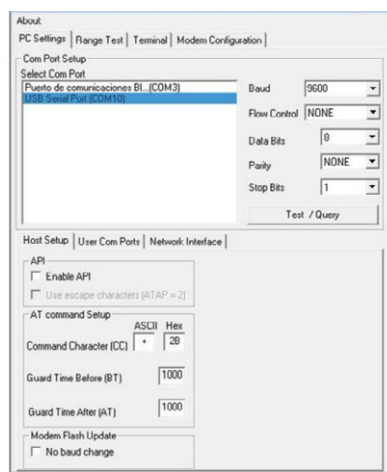 About
PC Settings Range Test Terminal Modem Configuration
Com Port Setup
Select Com Port
Puerto de comunicaciones Bl...(COM3)
USB Serial Port (COM10)
Baud 9600
Flow Control NONE
Data Bits 8
Parity NONE
Stop Bits 1
Test / Query
Host Setup User Com Ports Network Interface
API
Enable API
Use escape characters (ATAP = 2)
AT command Setup
ASCII Hex
Command Character (CC) + 2B
Guard Time Before (BT) 1000
Guard Time After (AT) 1000
Modem Flash Update
No baud change